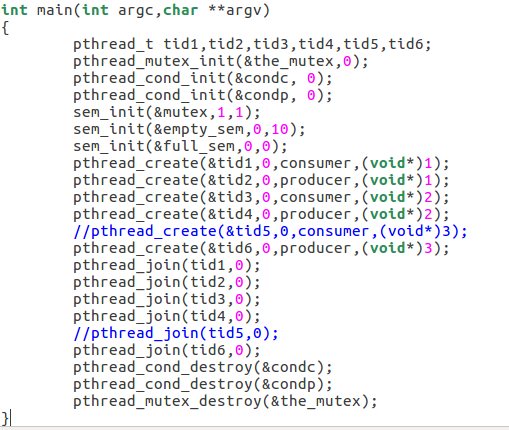 int main(int argc,char **argv)
{
        pthread_t tid1,tid2,tid3,tid4,tid5,tid6;
        pthread_mutex_init(&the_mutex,0);
        pthread_cond_init(&condc, 0);
        pthread_cond_init(&condp, 0);
        sem_init(&mutex,1,1);
        sem_init(&empty_sem,0,10);
        sem_init(&full_sem,0,0);
        pthread_create(&tid1,0,consumer,(void*)1);
        pthread_create(&tid2,0,producer,(void*)1);
        pthread_create(&tid3,0,consumer,(void*)2);
        pthread_create(&tid4,0,producer,(void*)2);
        //pthread_create(&tid5,0,consumer,(void*)3);
        pthread_create(&tid6,0,producer,(void*)3);
        pthread_join(tid1,0);
        pthread_join(tid2,0);
        pthread_join(tid3,0);
        pthread_join(tid4,0);
        //pthread_join(tid5,0);
        pthread_join(tid6,0);
        pthread_cond_destroy(&condc);
        pthread_cond_destroy(&condp);
        pthread_mutex_destroy(&the_mutex);
}